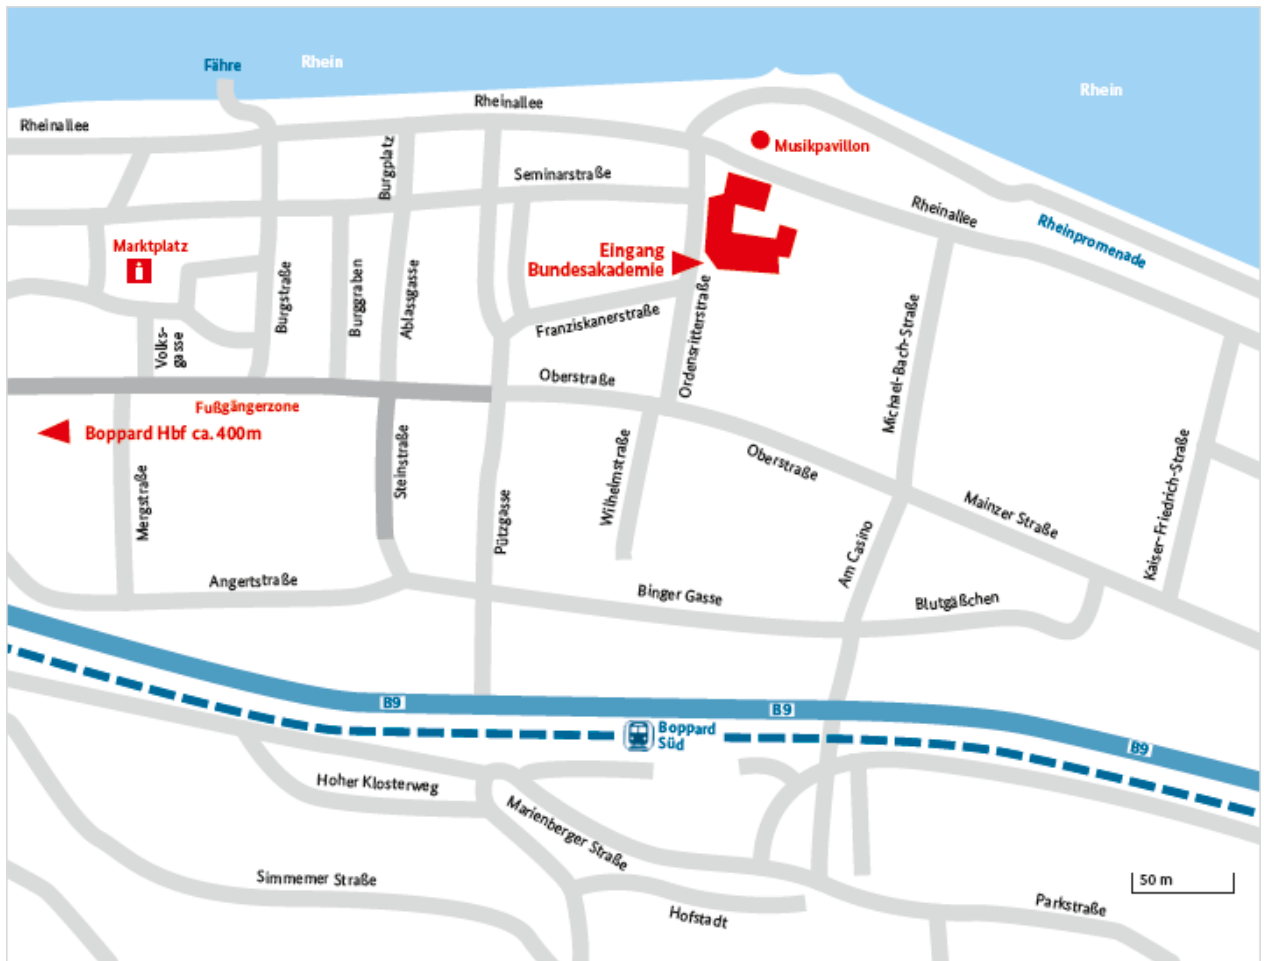 Fähre
Rhein
Rhein
Rheinallee
Rheinallee
Burgplatz
Musikpavillon
Seminarstraße
Rheinallee
Rheinpromenade
Marktplatz
i
Eingang
Bundesakademie
Burgstraße
Burggraben
Ablassgasse
Volks-
gasse
Franziskanerstraße
Ordensritterstraße
Michael-Bach-Straße
Oberstraße
Fußgängerzone
Boppard Hbf ca. 400m
Mergstraße
Steinstraße
Pützgasse
Wilhelmstraße
Oberstraße
Mainzer Straße
Kaiser-Friedrich-Straße
Am Casino
Angertstraße
Binger Gasse
Blutgäßchen
B9
B9
B9
Boppard
Süd
Hoher Klosterweg
Marienberger Straße
Simmerner Straße
Hofstadt
Parkstraße
50 m